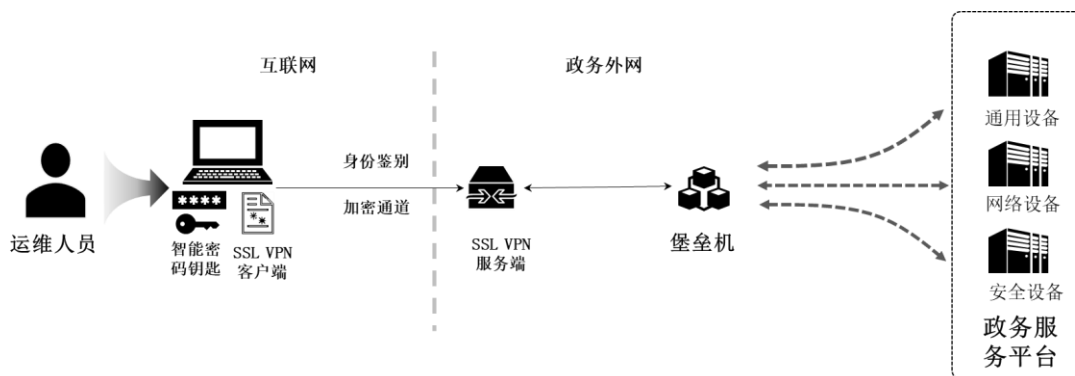 互联网
政务外网
通用设备
身份鉴别
****
加密通道
网络设备
运维人员
智能密
码钥匙
SSL VPN
客户端
SSL VPN
服务端
堡垒机
安全设备
政务服
务平台